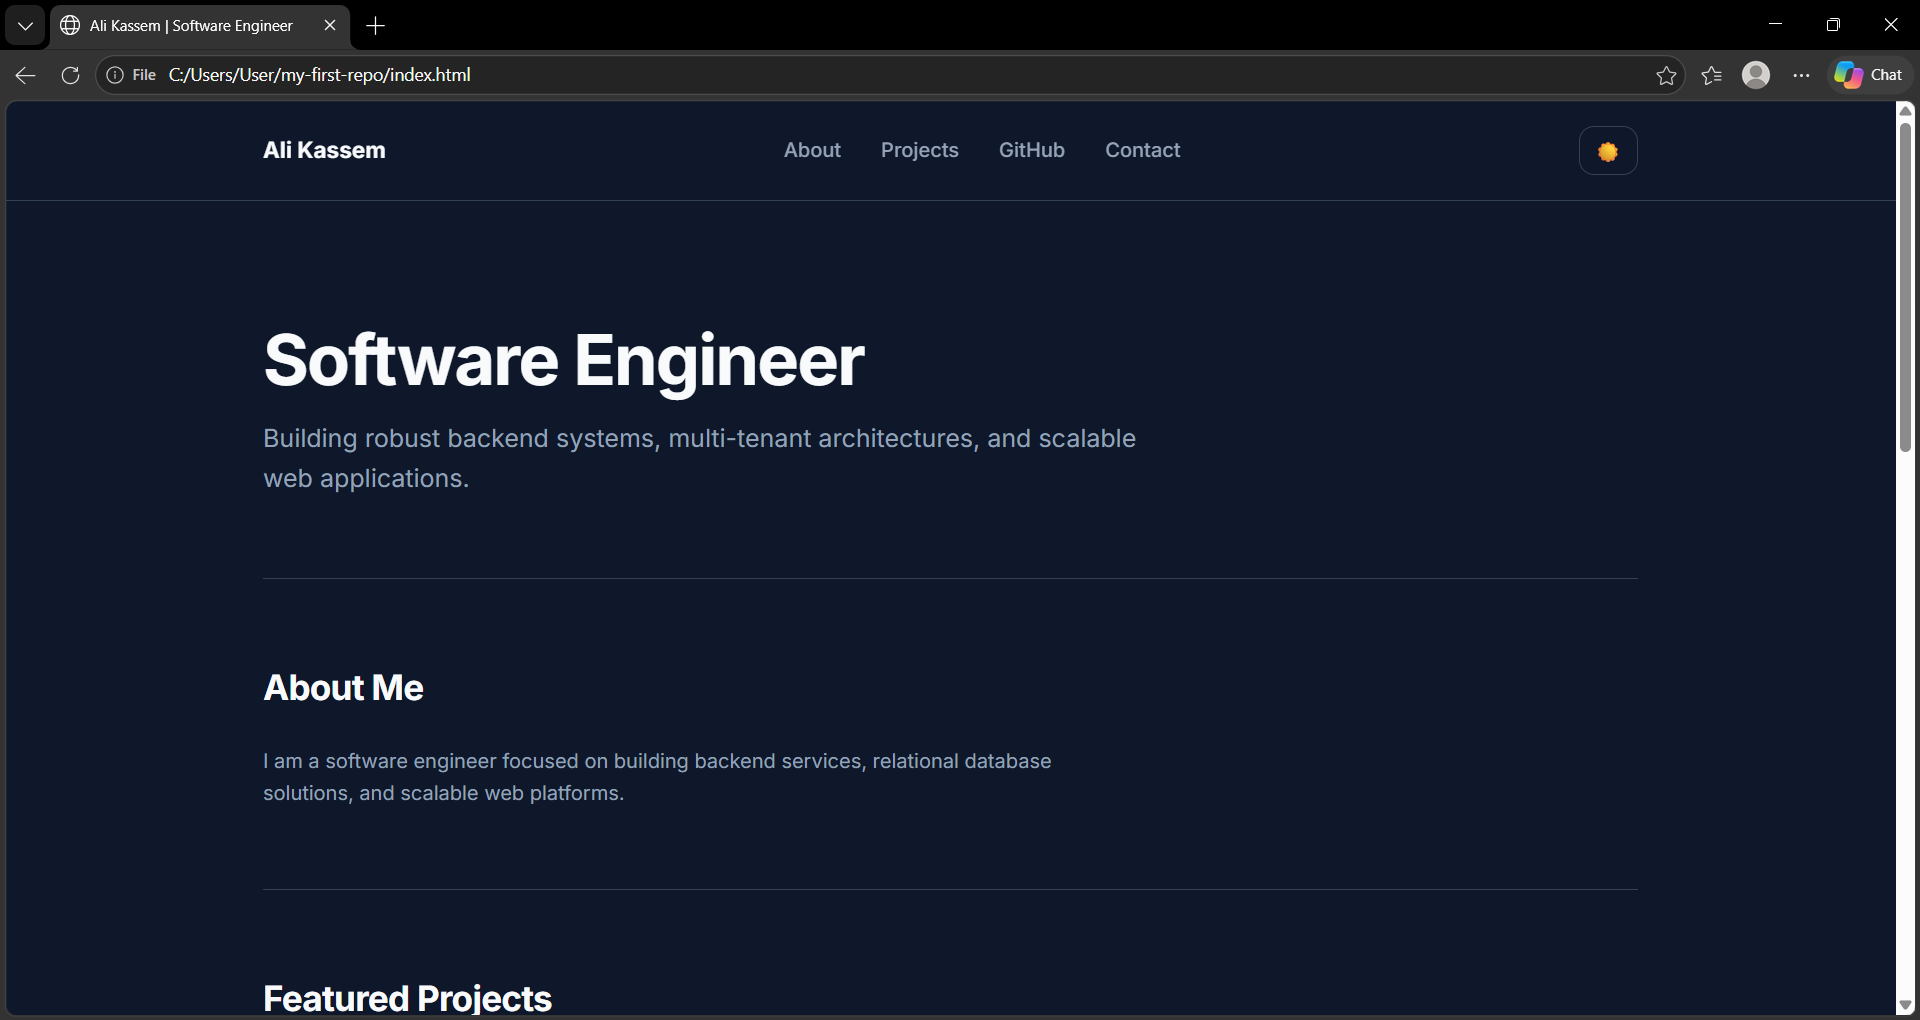 Ali Kassem | Software Engineer
File C:/Users/User/my-first-repo/index.html
Chat
Ali Kassem
About Projects GitHub Contact
Software Engineer
Building robust backend systems, multi-tenant architectures, and scalable
web applications.
About Me
I am a software engineer focused on building backend services, relational database
solutions, and scalable web platforms.
Featured Projects